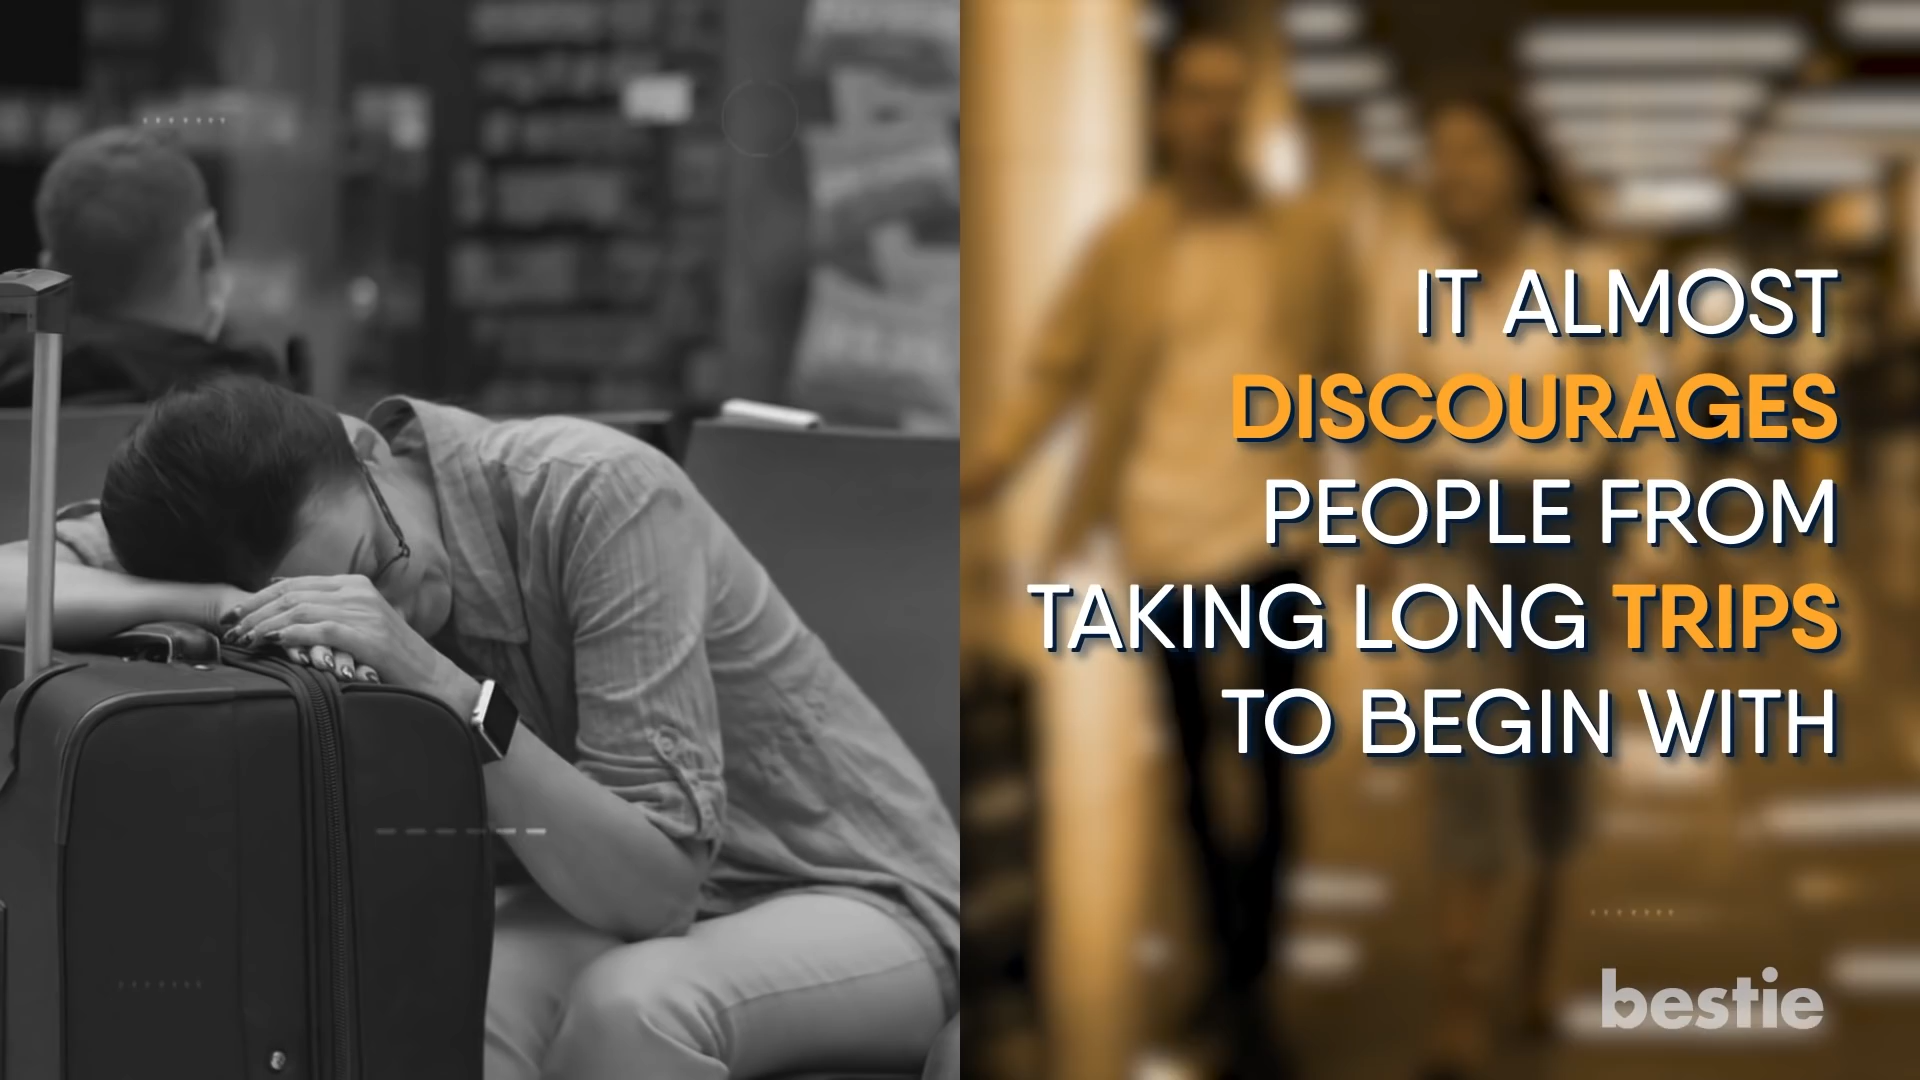 IT ALMOST
DISCOURAGES
PEOPLE FROM
TAKING LONG TRIPS
TO BEGIN WITH
bestie